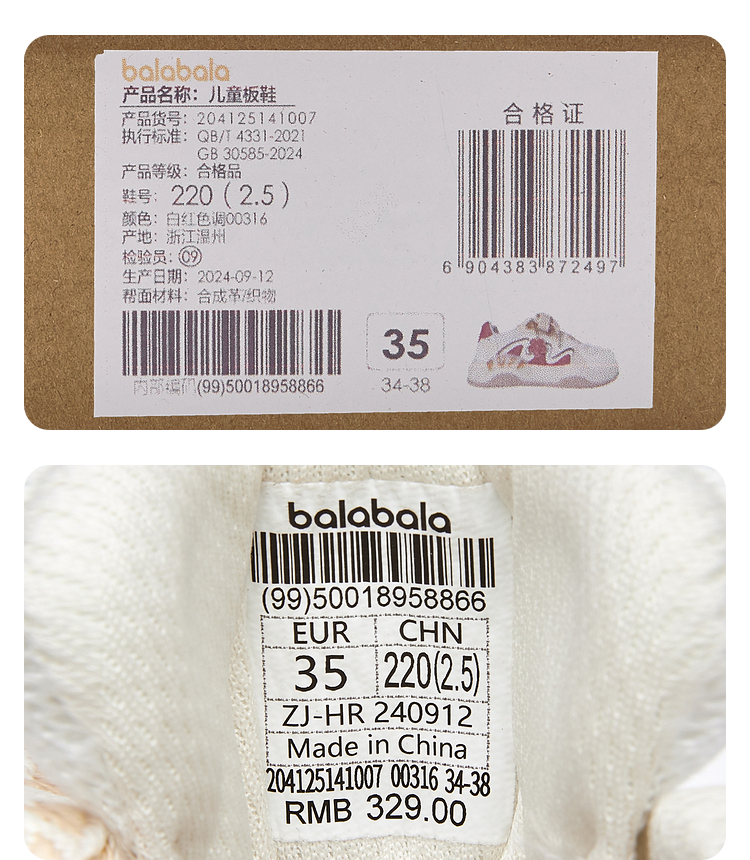 balabala
产品名称：儿童板鞋
产品货号：204125141007
执行标准：QB/T 4331-2021
GB 30585-2024
产品等级：合格品
鞋号：220（2.5）
颜色：白红色调00316
产地：浙江温州
检验员：09
生产日期：2024-09-12
帮面材料：合成革/织物
内部编码(99)50018958866
合格证
6 904383 872497
35
34-38
balabala
(99)50018958866
EUR CHN
35 220(2.5)
ZJ-HR 240912
Made in China
204125141007 00316 34-38
RMB 329.00